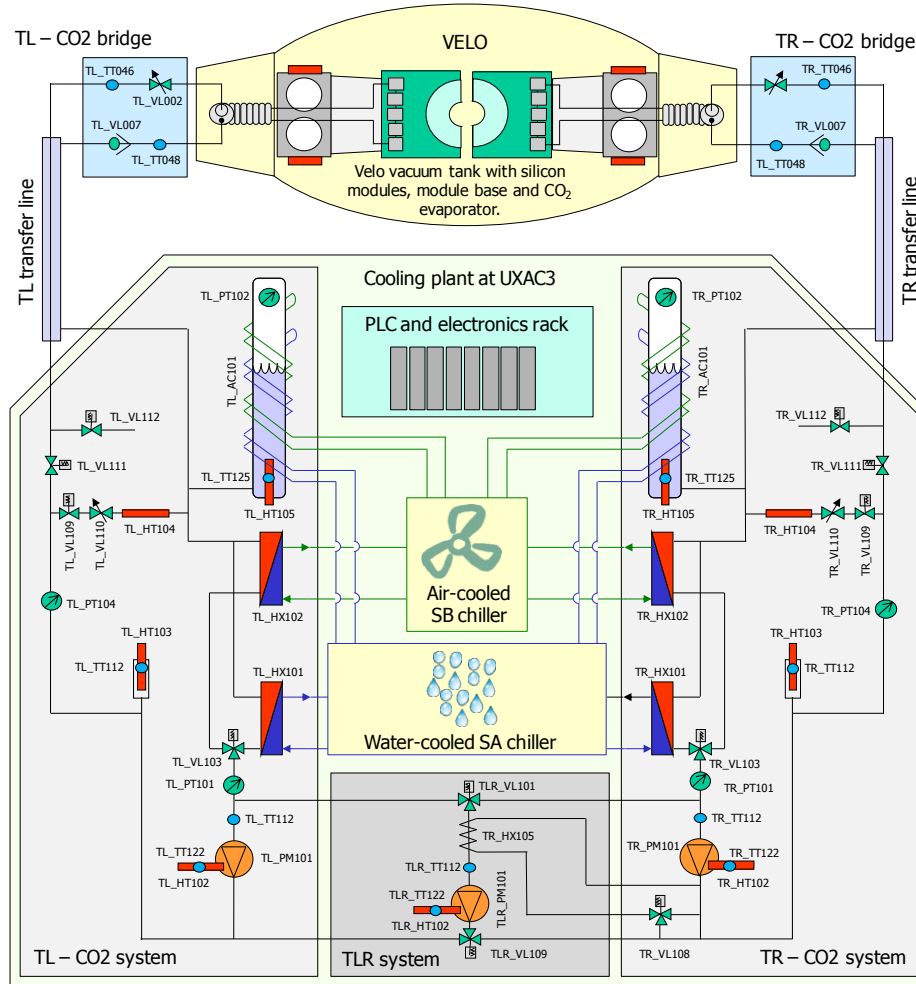 TL – CO2 bridge
VELO
TR – CO2 bridge
TL_TT046
TR_TT046
TL_VL002
TL_VL007
TR_VL007
TL_TT048
TL_TT048
Velo vacuum tank with silicon
modules, module base and CO2
evaporator.
TL transfer line
TR transfer line
Cooling plant at UXAC3
TL_PT102
TR_PT102
PLC and electronics rack
TL_AC101
TR_AC101
TL_VL112
TR_VL112
TL_VL111
TR_VL111
TL_TT125
TR_TT125
TL_HT105
TR_HT105
TL_HT104
TR_HT104
TL_VL109
TL_VL110
TR_VL110
TR_VL109
Air-cooled
SB chiller
TL_PT104
TR_PT104
TL_HX102
TR_HX102
TL_HT103
TR_HT103
TL_TT112
TR_TT112
TL_HX101
TR_HX101
Water-cooled SA chiller
TL_VL103
TR_VL103
TL_PT101
TR_PT101
TLR_VL101
TL_TT112
TR_TT112
TR_HX105
TL_TT122
TL_PM101
TR_PM101
TR_TT122
TL_HT102
TR_HT102
TLR_TT112
TLR_TT122
TLR_PM101
TLR_HT102
TL – CO2 system
TLR system
TLR_VL109
TR_VL108
TR – CO2 system